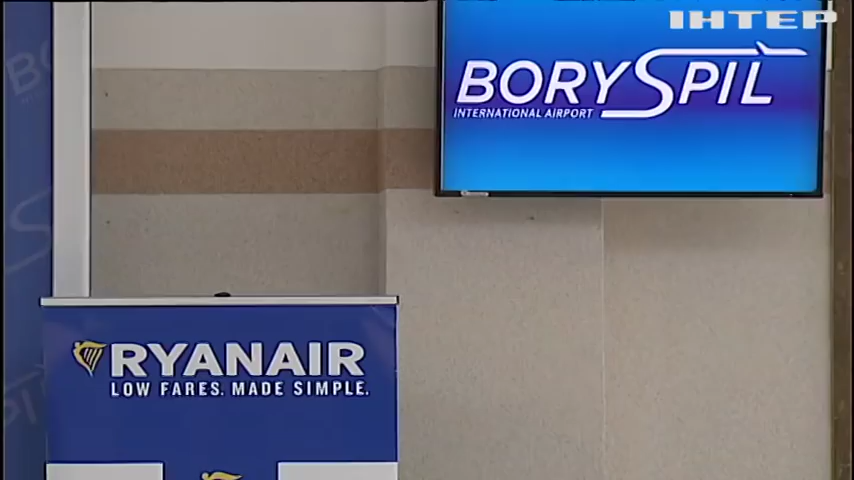 ІНТЕР
BORYSPIL
INTERNATIONAL AIRPORT
RYANAIR
LOW FARES. MADE SIMPLE.